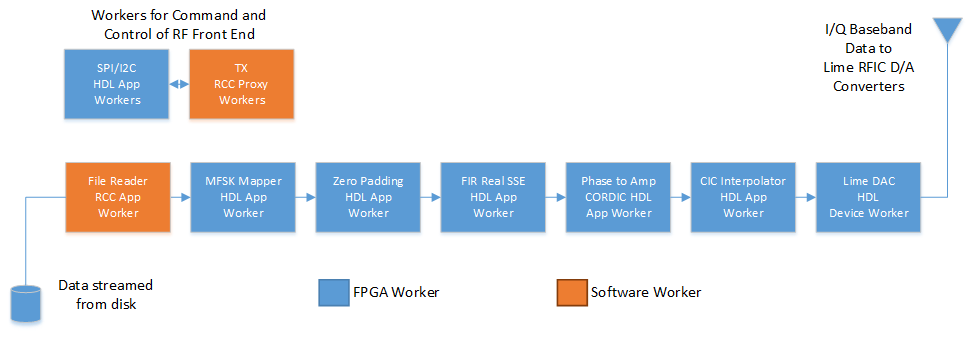 Workers for Command and
Control of RF Front End
I/Q Baseband
Data to
Lime RFIC D/A
Converters
SPI/I2C
HDL App
Workers
TX
RCC Proxy
Workers
File Reader
RCC App
Worker
MFSK Mapper
HDL App
Worker
Zero Padding
HDL App
Worker
FIR Real SSE
HDL App
Worker
Phase to Amp
CORDIC HDL
App Worker
CIC Interpolator
HDL App
Worker
Lime DAC
HDL
Device Worker
Data streamed
from disk
FPGA Worker
Software Worker